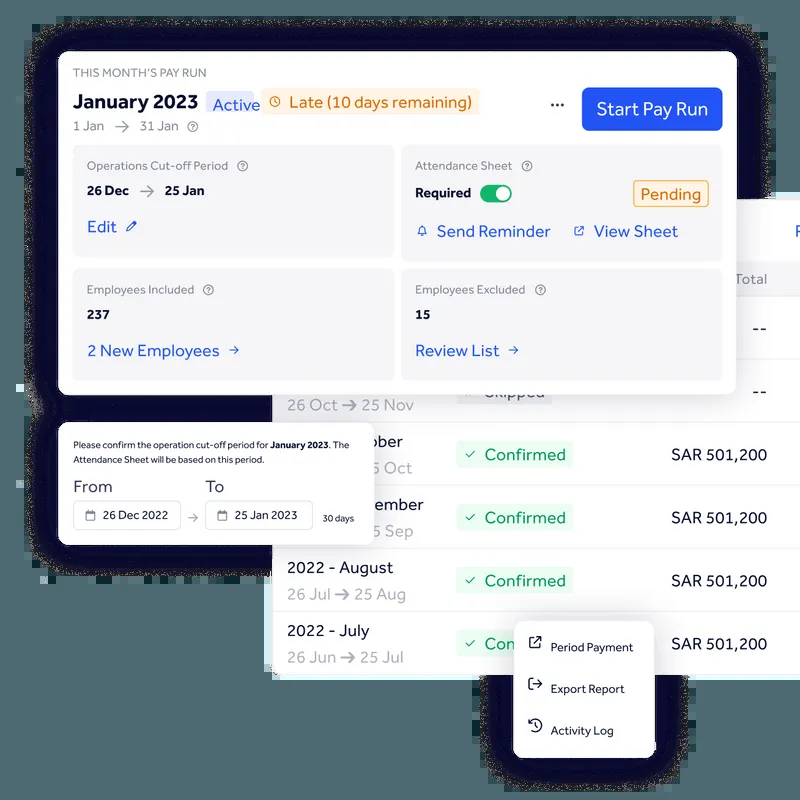 THIS MONTH'S PAY RUN
January 2023 Active Late (10 days remaining) Start Pay Run
1 Jan → 31 Jan
Operations Cut-off Period
26 Dec → 25 Jan
Edit
Attendance Sheet
Required Pending
Send Reminder View Sheet
Employees Included
237
2 New Employees →
Employees Excluded
15
Review List →
Total
--
--
26 Oct → 25 Nov Skipped
Please confirm the operation cut-off period for January 2023. The
Attendance Sheet will be based on this period.
From To
26 Dec 2022 → 25 Jan 2023 30 days
ober Confirmed SAR 501,200
5 Oct
ember Confirmed SAR 501,200
5 Sep
2022 - August Confirmed SAR 501,200
26 Jul → 25 Aug
2022 - July Con SAR 501,200
26 Jun → 25 Jul
Period Payment
Export Report
Activity Log